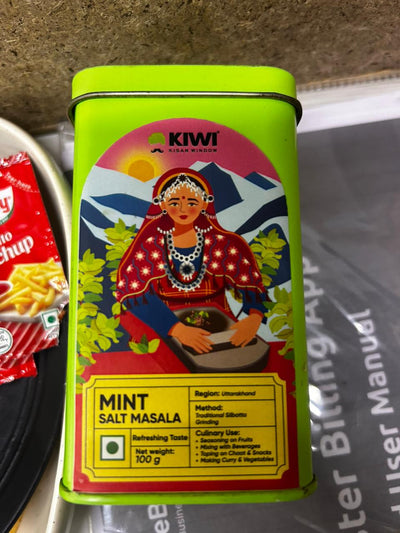 KIWI
KISAN WINDOW
MINT
SALT MASALA
Refreshing Taste
Net weight:
100 g
Region: Uttarakhand
Method:
Traditional Silbatta
Grinding
Culinary Use:
• Seasoning on Fruits
• Mixing with Beverages
• Toping on Chaat & Snacks
• Making Curry & Vegetables
chup
Billing App
User Manual